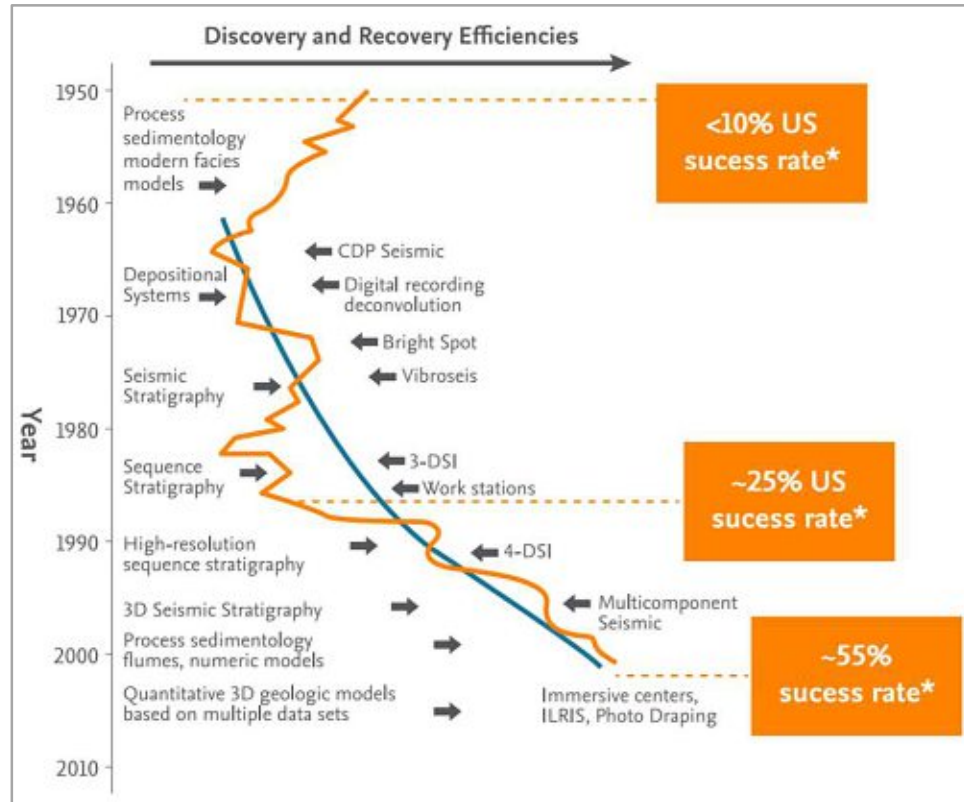 Discovery and Recovery Efficiencies
Year
1950
1960
1970
1980
1990
2000
2010
Process
sedimentology
modern facies
models
Depositional
Systems
Seismic
Stratigraphy
Sequence
Stratigraphy
High-resolution
sequence stratigraphy
3D Seismic Stratigraphy
Process sedimentology
flumes, numeric models
Quantitative 3D geologic models
based on multiple data sets
CDP Seismic
Digital recording
deconvolution
Bright Spot
Vibroseis
3-DSI
Work stations
4-DSI
Multicomponent
Seismic
Immersive centers,
ILRIS, Photo Draping
<10% US
sucess rate*
~25% US
sucess rate*
~55%
sucess rate*